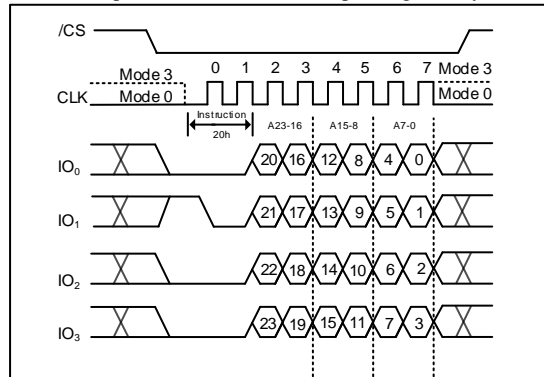 /CS
0 1 2 3 4 5 6 7
Mode 3 Mode 3
CLK Mode 0 Mode 0
Instruction A23-16 A15-8 A7-0
20h
IO0 20 16 12 8 4 0
IO1 21 17 13 9 5 1
IO2 22 18 14 10 6 2
IO3 23 19 15 11 7 3